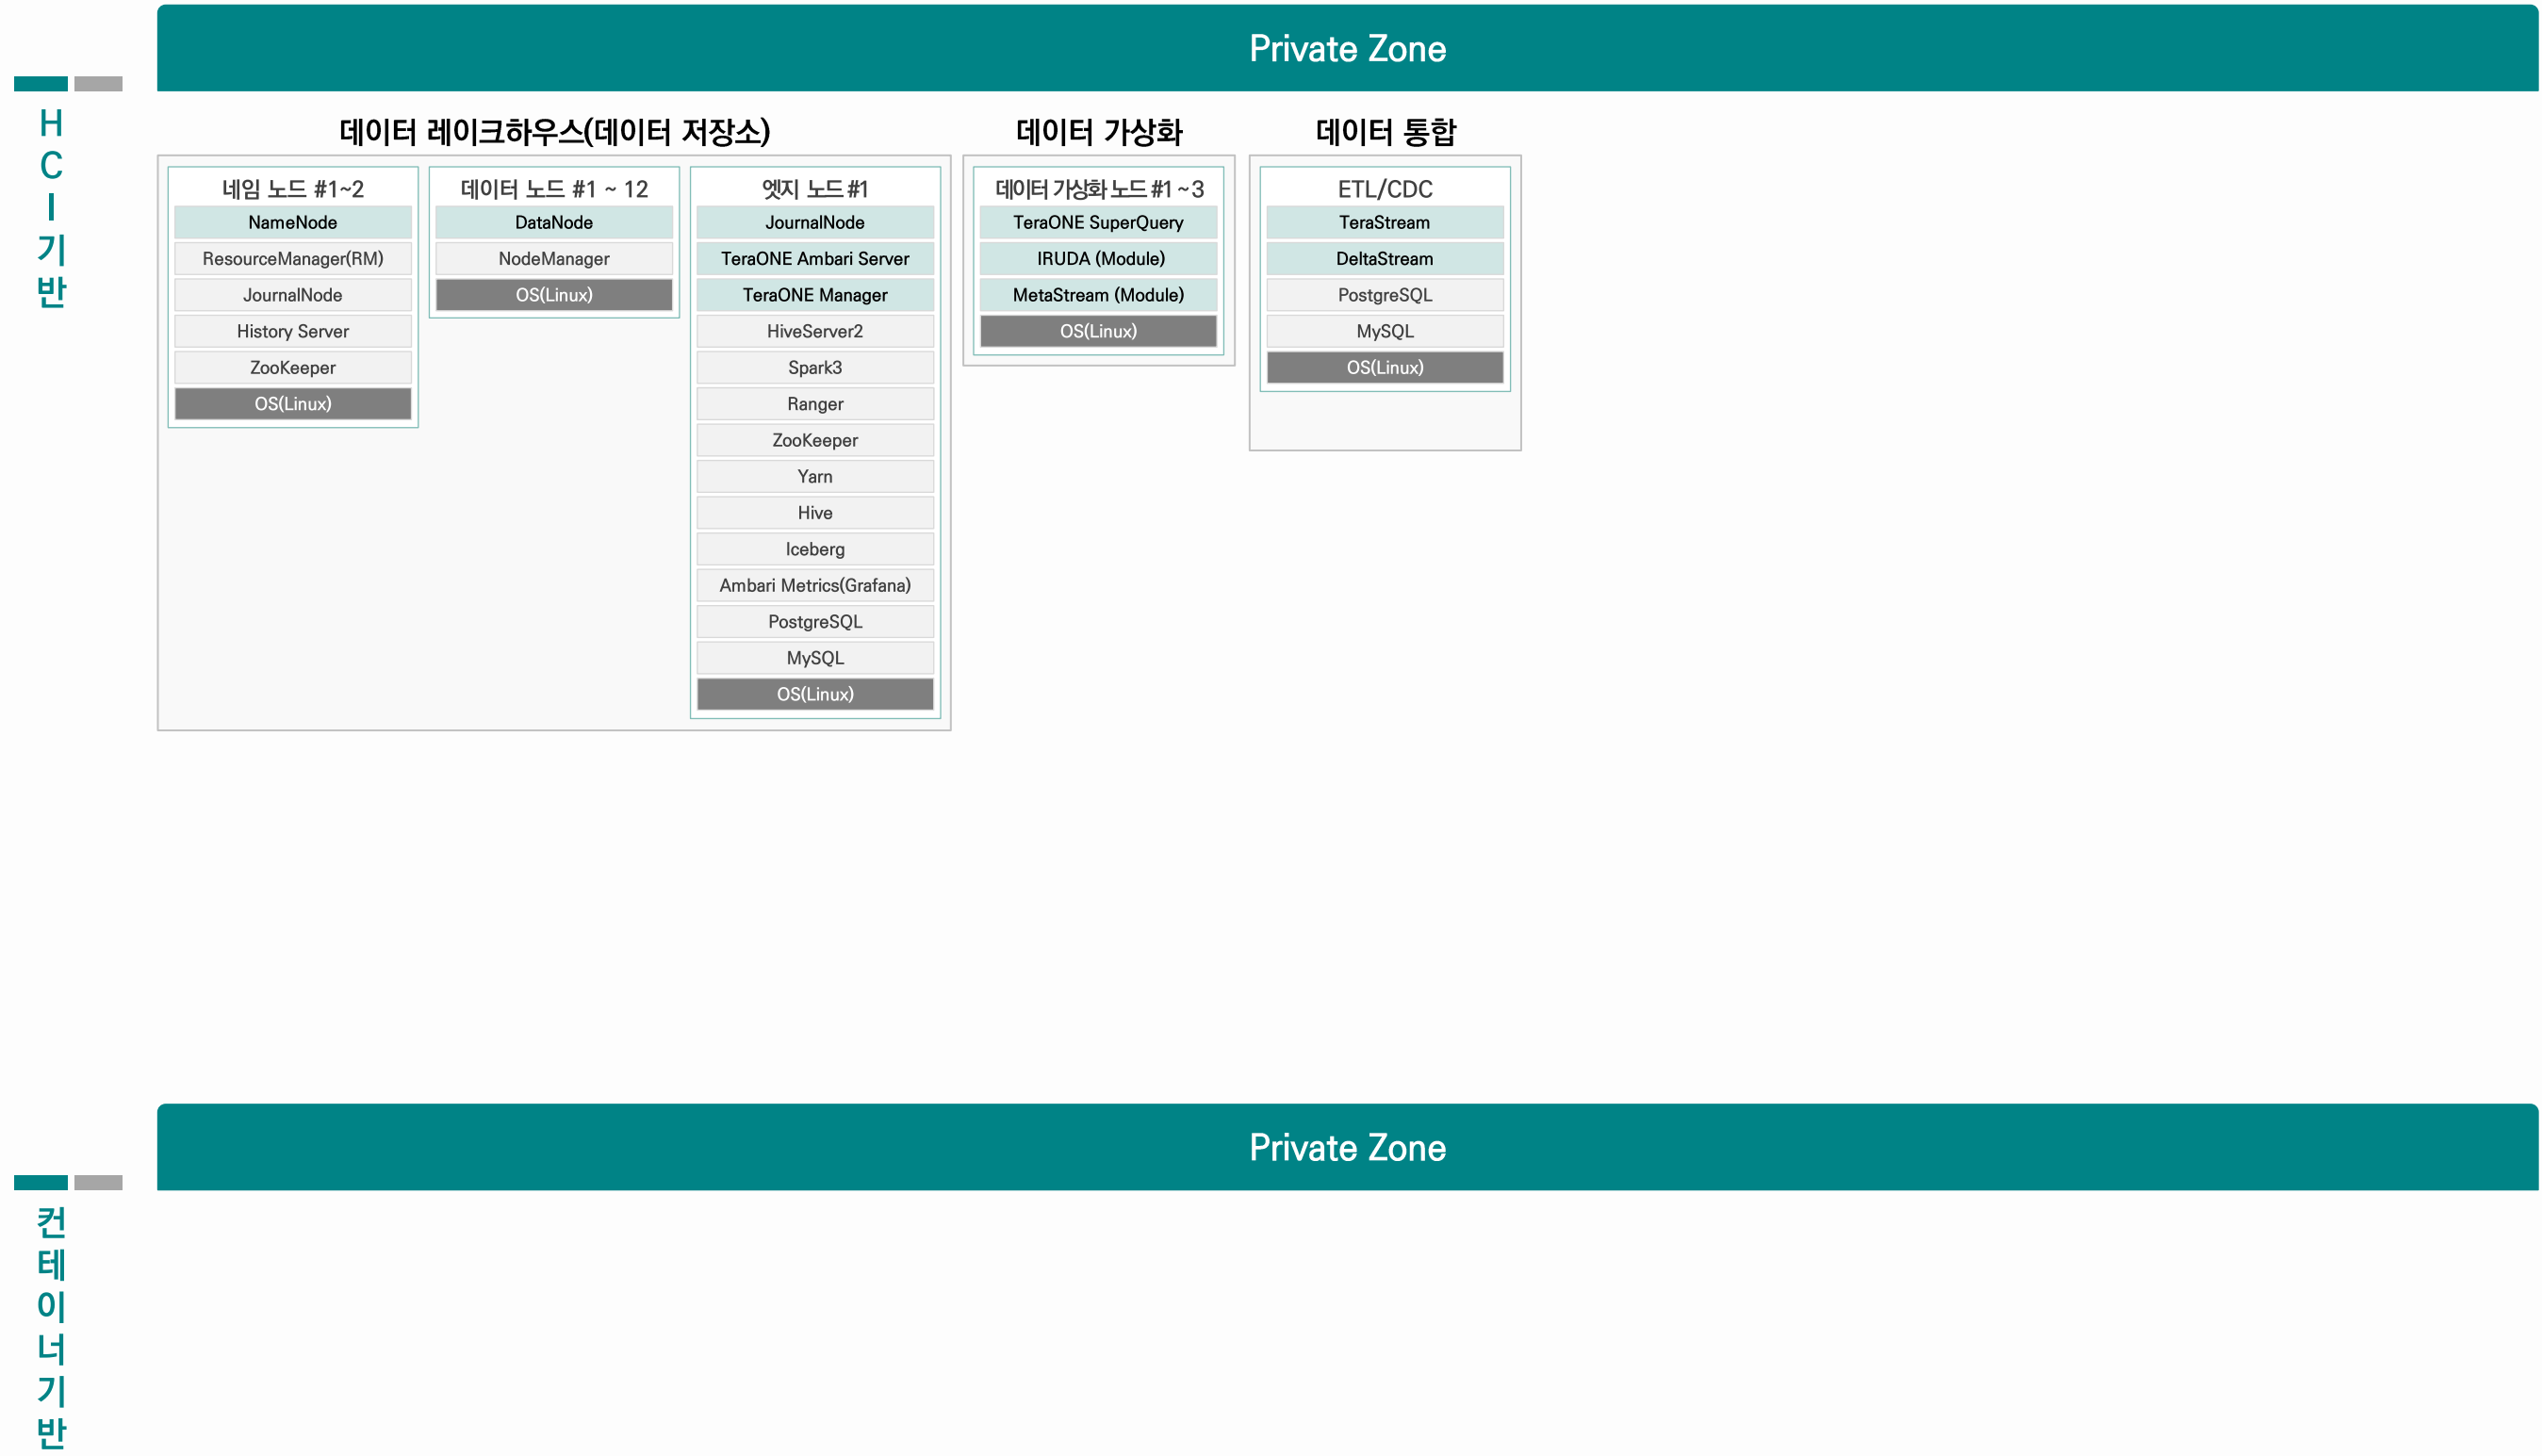 Private Zone
H
C
I
기
반
데이터 레이크하우스(데이터 저장소)
네임 노드 #1~2
NameNode
ResourceManager(RM)
JournalNode
History Server
ZooKeeper
OS(Linux)
데이터 노드 #1 ~ 12
DataNode
NodeManager
OS(Linux)
엣지 노드 #1
JournalNode
TeraONE Ambari Server
TeraONE Manager
HiveServer2
Spark3
Ranger
ZooKeeper
Yarn
Hive
Iceberg
Ambari Metrics(Grafana)
PostgreSQL
MySQL
OS(Linux)
데이터 가상화
데이터 가상화 노드 #1 ~ 3
TeraONE SuperQuery
IRUDA (Module)
MetaStream (Module)
OS(Linux)
데이터 통합
ETL/CDC
TeraStream
DeltaStream
PostgreSQL
MySQL
OS(Linux)
Private Zone
컨
테
이
너
기
반